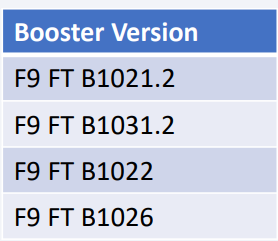 Booster Version
F9 FT B1021.2
F9 FT B1031.2
F9 FT B1022
F9 FT B1026